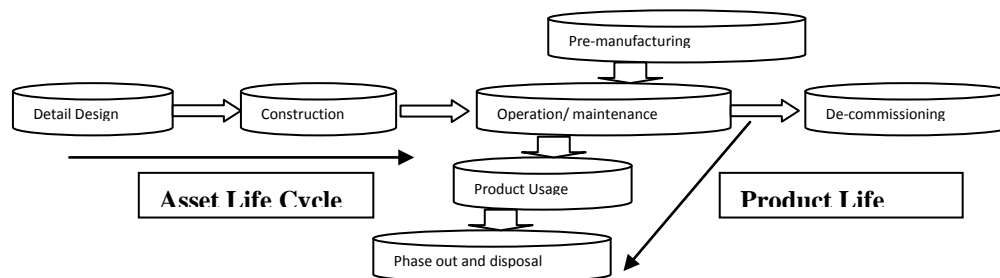 Pre-manufacturing
Detail Design
Construction
Operation/ maintenance
De-commissioning
Product Usage
Asset Life Cycle
Product Life
Phase out and disposal